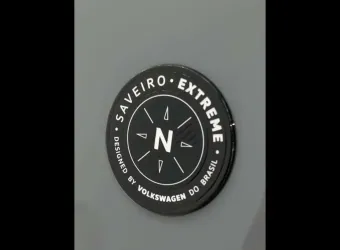 SAVEIRO • EXTREME •
N
DESIGNED BY VOLKSWAGEN DO BRASIL